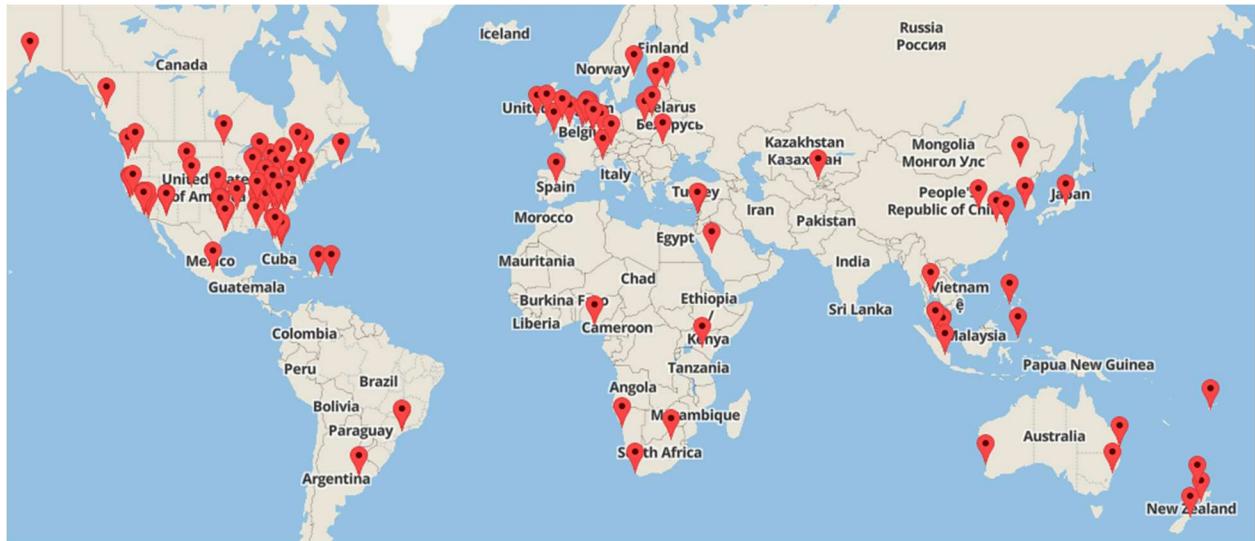 Iceland
Russia
Россия
Finland
Norway
Canada
Belarus
Беларусь
Kazakhstan
Казахстан
Mongolia
Монгол Улс
Italy
Spain
Turkey
Iran
Pakistan
People's
Republic of China
Japan
Morocco
Egypt
Mexico
Cuba
Guatemala
Mauritania
Chad
India
Vietnam
Burkina Faso
Ethiopia
Liberia
Cameroon
Kenya
Sri Lanka
Malaysia
Colombia
Peru
Brazil
Tanzania
Papua New Guinea
Angola
Bolivia
Paraguay
Mozambique
Australia
South Africa
Argentina
New Zealand
United States
of America